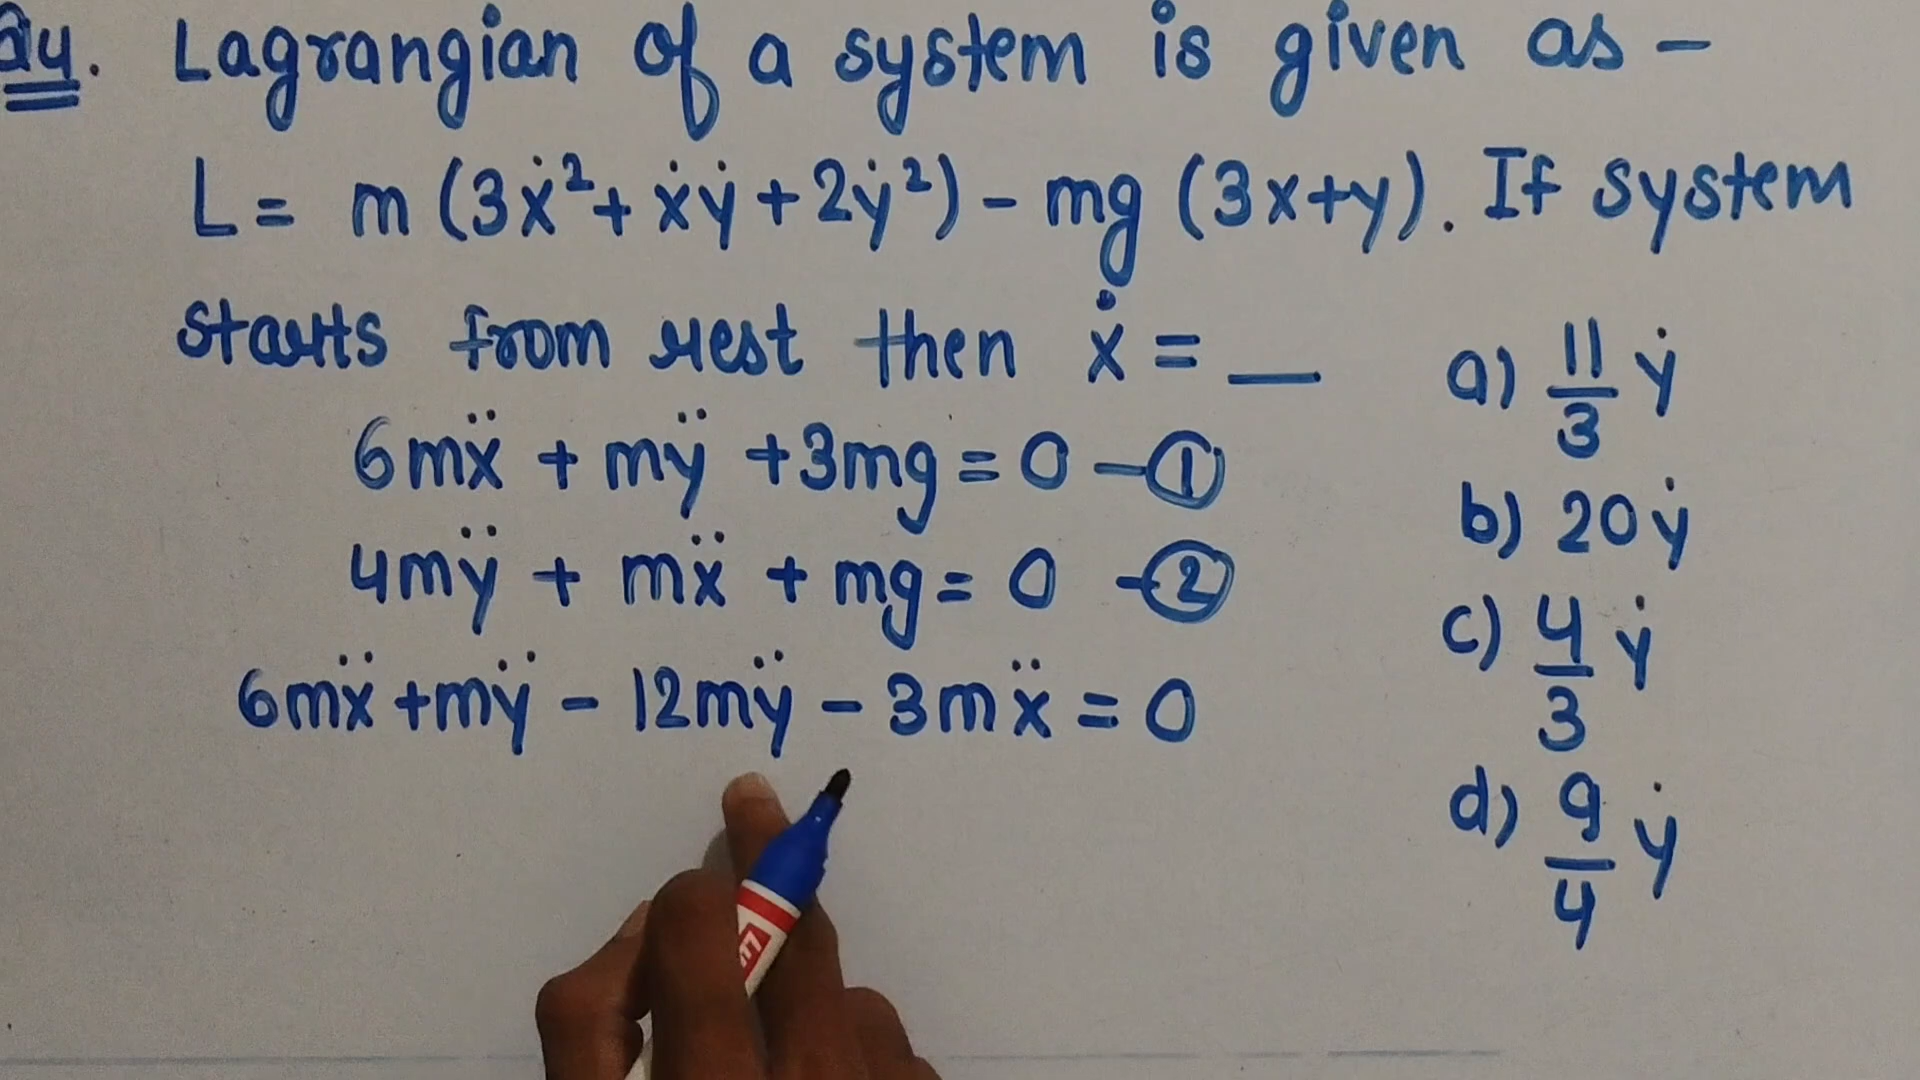 Q4. Lagrangian of a system is given as -
L = m (3ẋ² + ẋẏ + 2ẏ²) - mg (3x+y). If system
starts from rest then ẋ = __
a) 11/3 ẏ
6mẍ + mÿ + 3mg = 0 - ①
b) 20ẏ
4mÿ + mẍ + mg = 0 - ②
c) 4/3 ẏ
6mẍ + mÿ - 12mÿ - 3mẍ = 0
d) 9/4 ẏ